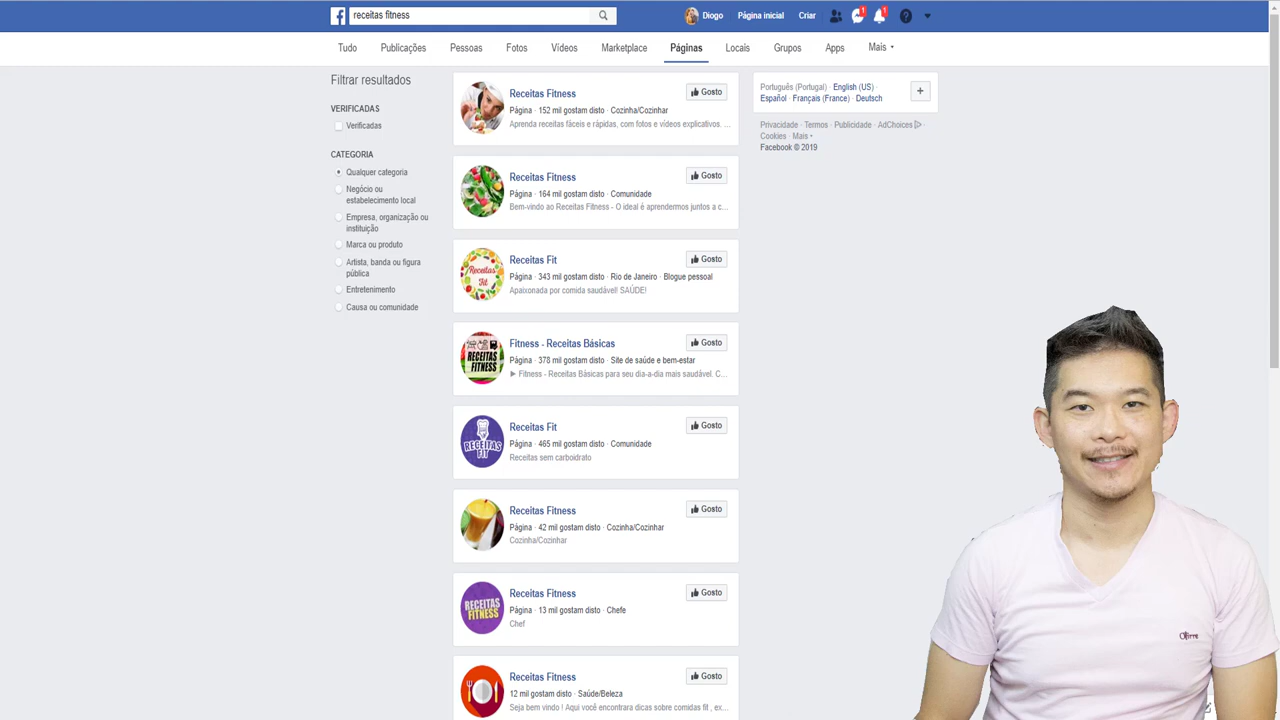 receitas fitness
Diogo
Página inicial
Criar
1
1
Tudo
Publicações
Pessoas
Fotos
Vídeos
Marketplace
Páginas
Locais
Grupos
Apps
Mais
Filtrar resultados
VERIFICADAS
Verificadas
CATEGORIA
Qualquer categoria
Negócio ou
estabelecimento local
Empresa, organização ou
instituição
Marca ou produto
Artista, banda ou figura
pública
Entretenimento
Causa ou comunidade
Receitas Fitness
Gosto
Página · 152 mil gostam disto · Cozinha/Cozinhar
Aprenda receitas fáceis e rápidas, com fotos e vídeos explicativos. ...
Receitas Fitness
Gosto
Página · 164 mil gostam disto · Comunidade
Bem-vindo ao Receitas Fitness - O ideal é aprendermos juntos a c...
Receitas
Fit
Receitas Fit
Gosto
Página · 343 mil gostam disto · Rio de Janeiro · Blogue pessoal
Apaixonada por comida saudável! SAÚDE!
RECEITAS
FITNESS
Fitness - Receitas Básicas
Gosto
Página · 378 mil gostam disto · Site de saúde e bem-estar
► Fitness - Receitas Básicas para seu dia-a-dia mais saudável. C...
RECEITAS
FIT
Receitas Fit
Gosto
Página · 465 mil gostam disto · Comunidade
Receitas sem carboidrato
Receitas Fitness
Gosto
Página · 42 mil gostam disto · Cozinha/Cozinhar
Cozinha/Cozinhar
RECEITAS
FITNESS
Receitas Fitness
Gosto
Página · 13 mil gostam disto · Chefe
Chef
Receitas Fitness
Gosto
12 mil gostam disto · Saúde/Beleza
Seja bem vindo ! Aqui você encontrara dicas sobre comidas fit , ex...
Português (Portugal) · English (US) ·
Español · Français (France) · Deutsch
+
Privacidade · Termos · Publicidade · AdChoices ·
Cookies · Mais
Facebook © 2019